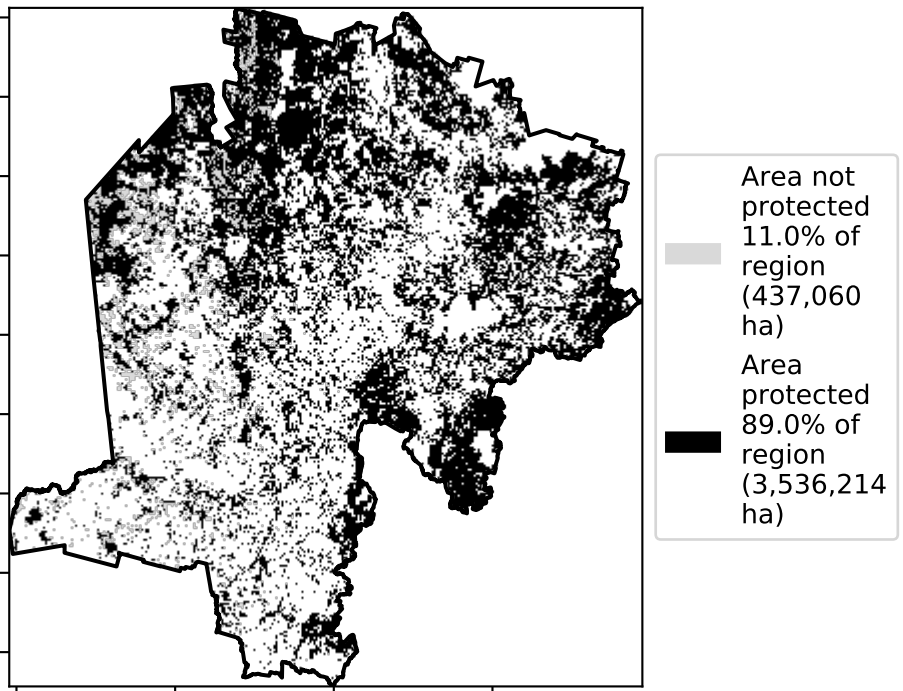 Area not
protected
11.0% of
region
(437,060
ha)
Area
protected
89.0% of
region
(3,536,214
ha)